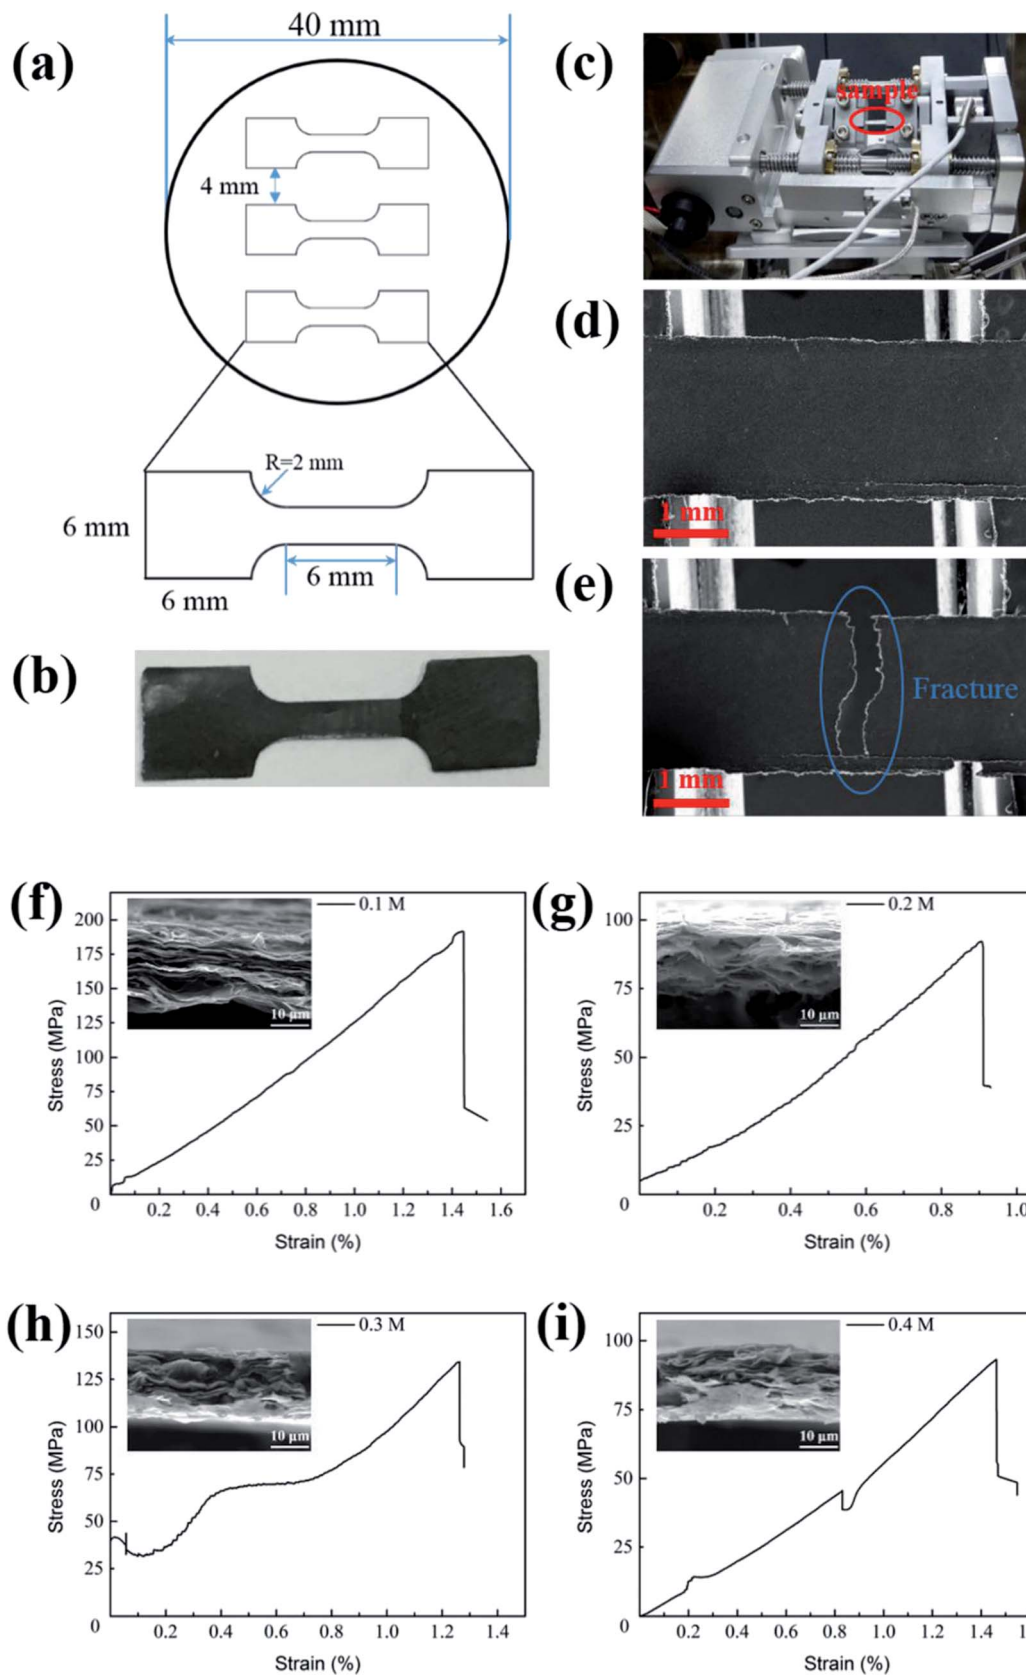 (a)
40 mm
4 mm
R=2 mm
6 mm
6 mm
6 mm
(b)
(c)
sample
(d)
1 mm
(e)
Fracture
1 mm
(f)
0.1 M
10 μm
200
175
150
125
100
75
50
25
0
Stress (MPa)
0.2 0.4 0.6 0.8 1.0 1.2 1.4 1.6
Strain (%)
(g)
0.2 M
10 μm
100
75
50
25
0
Stress (MPa)
0.2 0.4 0.6 0.8 1.0
Strain (%)
(h)
0.3 M
10 μm
150
125
100
75
50
25
0
Stress (MPa)
0.2 0.4 0.6 0.8 1.0 1.2 1.4
Strain (%)
(i)
0.4 M
10 μm
100
75
50
25
0
Stress (MPa)
0.2 0.4 0.6 0.8 1.0 1.2 1.4
Strain (%)